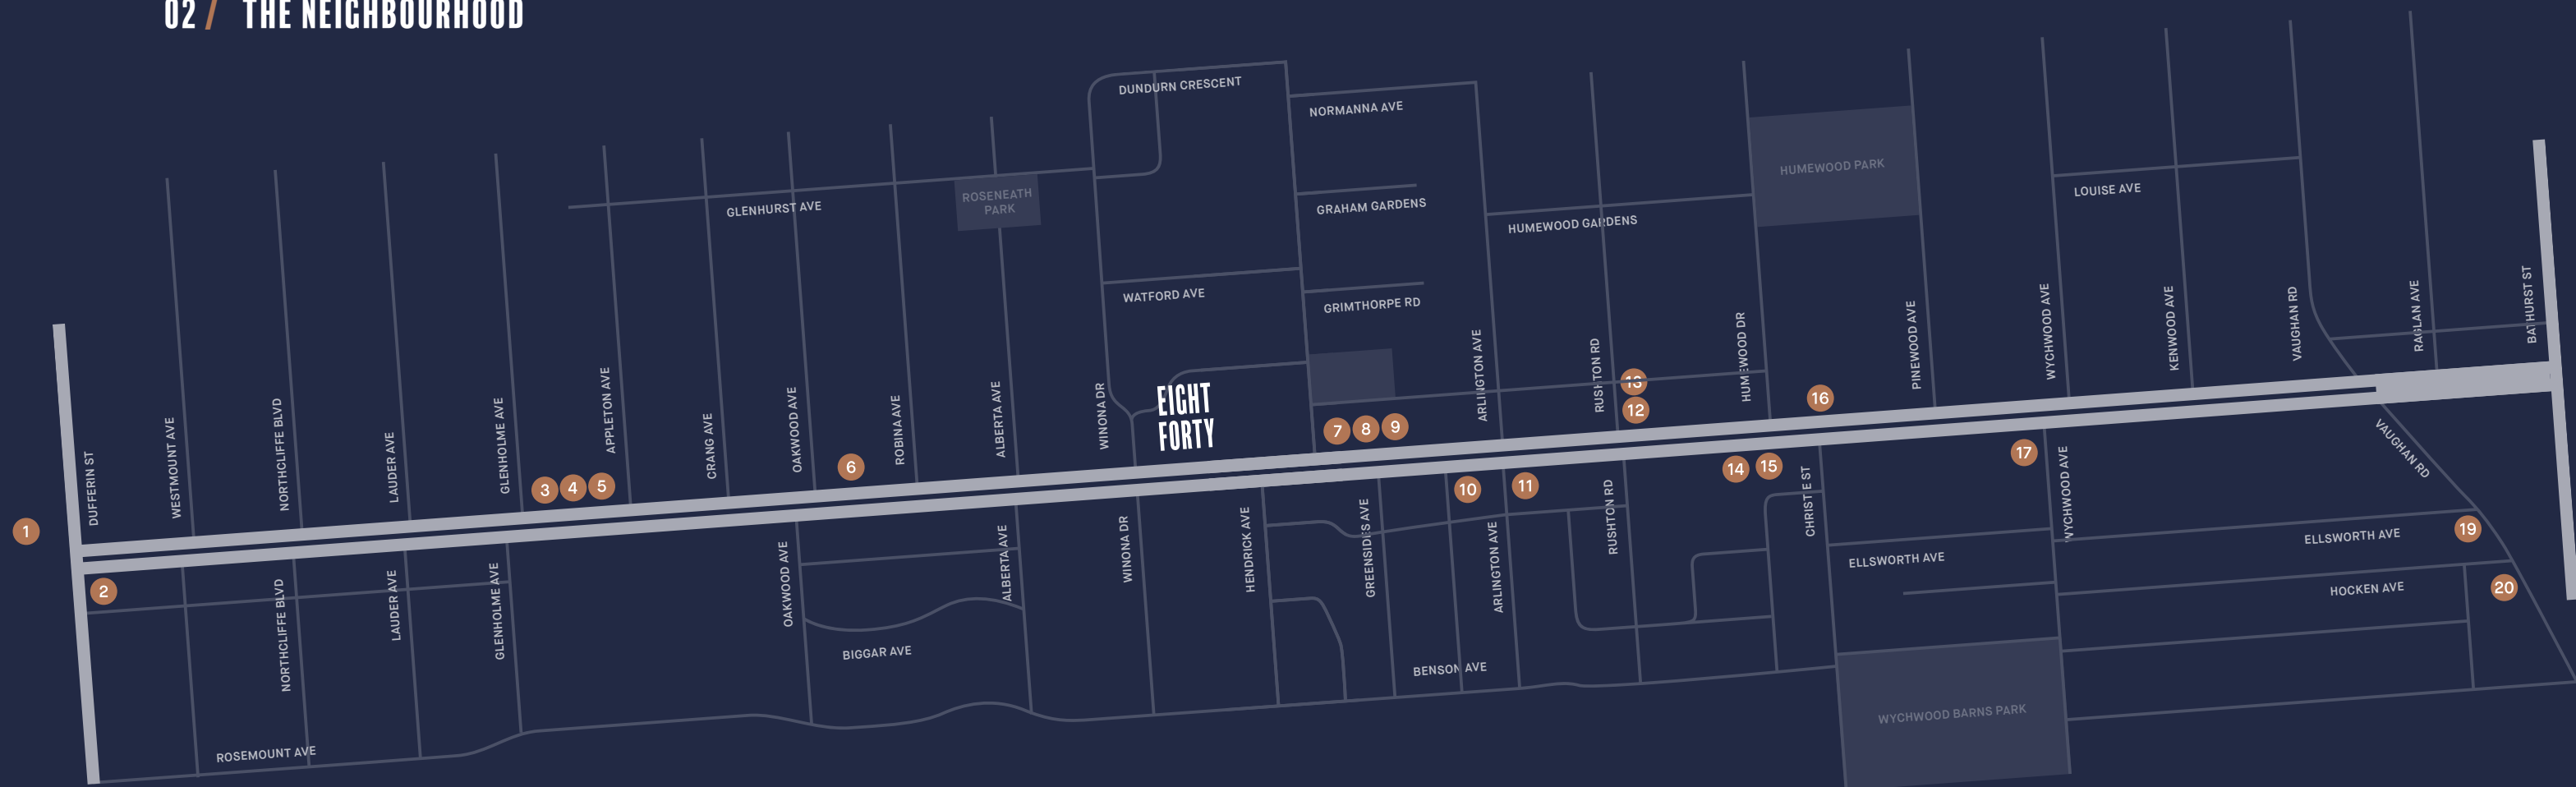 02 / THE NEIGHBOURHOOD
DUNDURN CRESCENT
NORMANNA AVE
HUMEWOOD PARK
LOUISE AVE
ROSENEATH
PARK
GLENHURST AVE
GRAHAM GARDENS
HUMEWOOD GARDENS
WATFORD AVE
GRIMTHORPE RD
DUFFERIN ST
WESTMOUNT AVE
NORTHCLIFFE BLVD
LAUDER AVE
GLENHOLME AVE
APPLETON AVE
CRANG AVE
OAKWOOD AVE
ROBINA AVE
ALBERTA AVE
WINONA DR
EIGHT
FORTY
ARLINGTON AVE
RUSHTON RD
HUMEWOOD DR
PINEWOOD AVE
WYCHWOOD AVE
KENWOOD AVE
VAUGHAN RD
RAGLAN AVE
BATHURST ST
1
2
3
4
5
6
7
8
9
10
11
12
13
14
15
16
17
19
20
NORTHCLIFFE BLVD
LAUDER AVE
GLENHOLME AVE
OAKWOOD AVE
ALBERTA AVE
WINONA DR
HENDRICK AVE
GREENSIDES AVE
ARLINGTON AVE
RUSHTON RD
CHRISTIE ST
WYCHWOOD AVE
VAUGHAN RD
ELLSWORTH AVE
ELLSWORTH AVE
HOCKEN AVE
BIGGAR AVE
BENSON AVE
WYCHWOOD BARNS PARK
ROSEMOUNT AVE